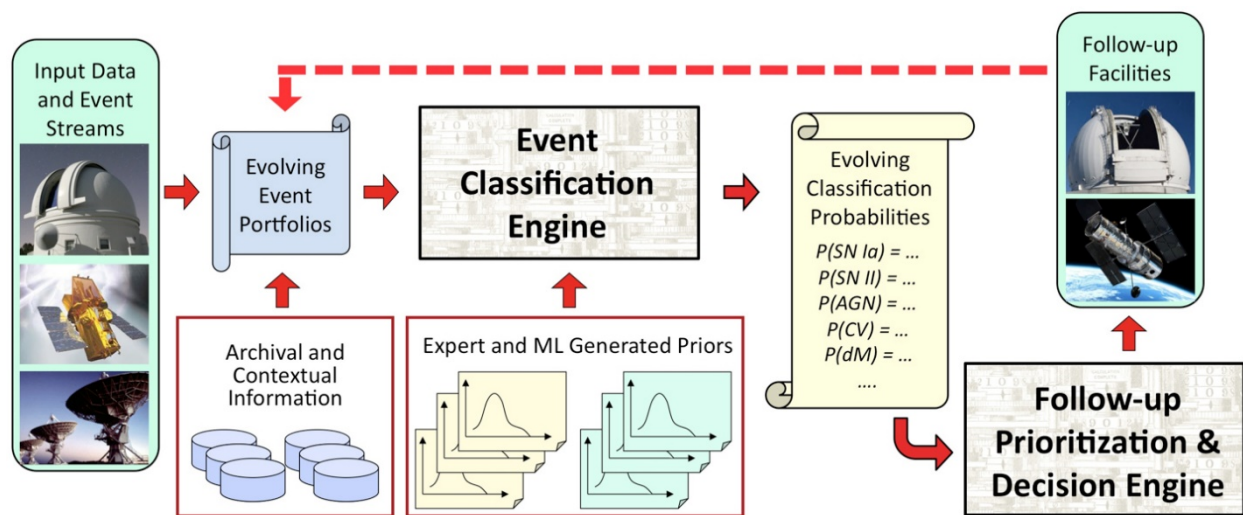 Input Data
and Event
Streams
Evolving
Event
Portfolios
Archival and
Contextual
Information
Event
Classification
Engine
Expert and ML Generated Priors
Evolving
Classification
Probabilities
P(SN Ia) = ...
P(SN II) = ...
P(AGN) = ...
P(CV) = ...
P(dM) = ...
....
Follow-up
Facilities
Follow-up
Prioritization &
Decision Engine